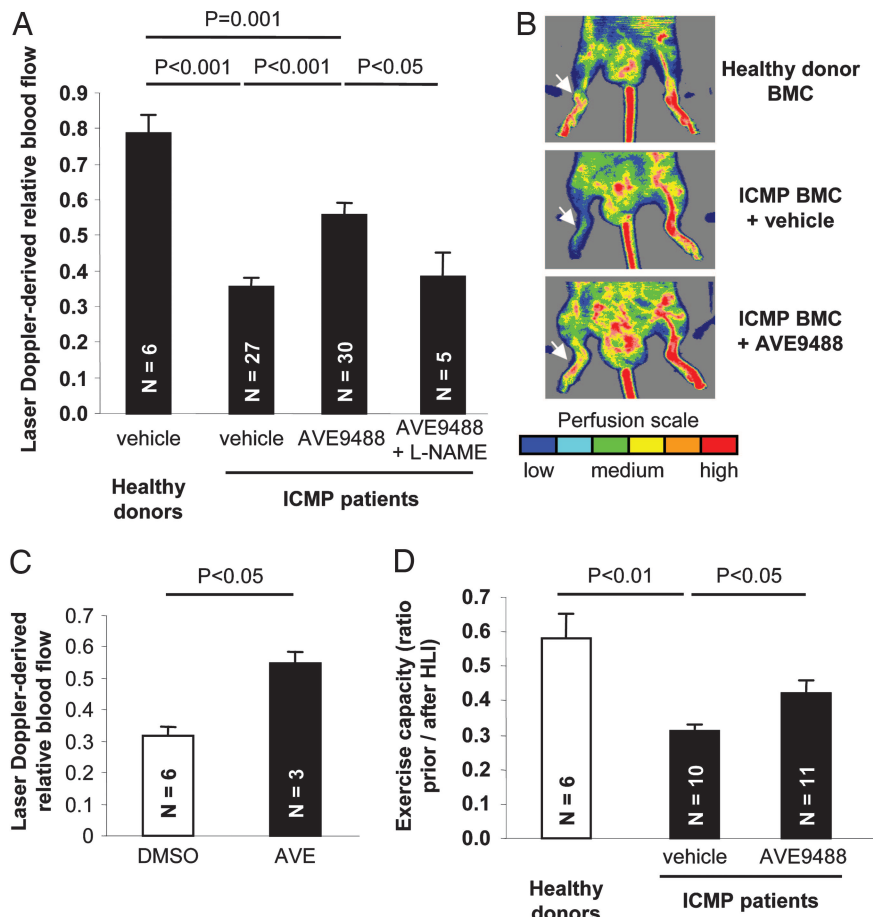 A
P=0.001
P<0.001
P<0.001
P<0.05
Laser Doppler-derived relative blood flow
0.9
0.8
0.7
0.6
0.5
0.4
0.3
0.2
0.1
0.0
N = 6
N = 27
N = 30
N = 5
vehicle
vehicle
AVE9488
AVE9488
+ L-NAME
Healthy
donors
ICMP patients
B
Healthy donor
BMC
ICMP BMC
+ vehicle
ICMP BMC
+ AVE9488
Perfusion scale
low
medium
high
C
P<0.05
Laser Doppler-derived
relative blood flow
0.7
0.6
0.5
0.4
0.3
0.2
0.1
0
N = 6
N = 3
DMSO
AVE
D
P<0.01
P<0.05
Exercise capacity (ratio
prior / after HLI)
0.7
0.6
0.5
0.4
0.3
0.2
0.1
0.0
N = 6
N = 10
N = 11
vehicle
AVE9488
Healthy
donors
ICMP patients